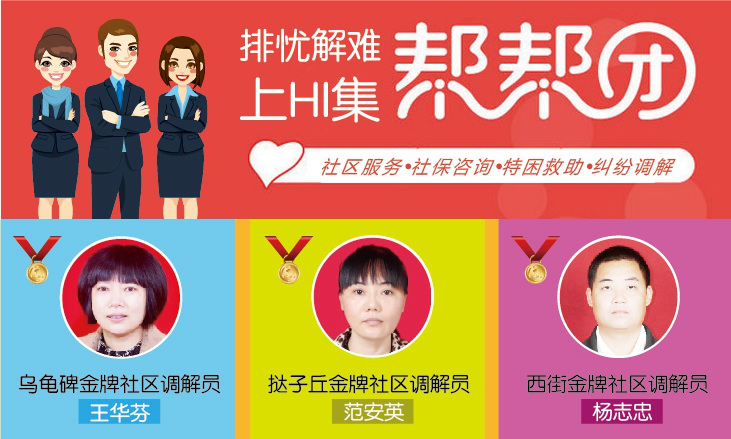 排忧解难
上HI集
帮帮团
社区服务•社保咨询•特困救助•纠纷调解
乌龟碑金牌社区调解员
王华芬
挞子丘金牌社区调解员
范安英
西街金牌社区调解员
杨志忠